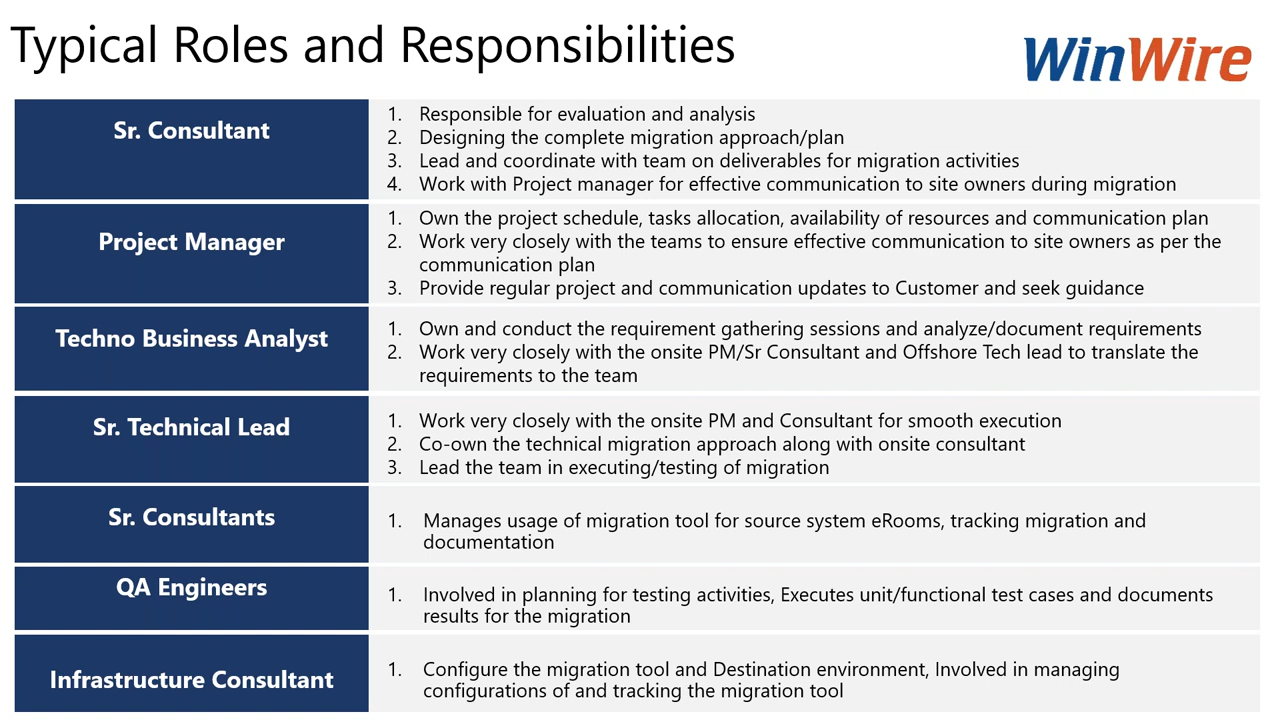 Typical Roles and Responsibilities
WinWire
Sr. Consultant
1. Responsible for evaluation and analysis
2. Designing the complete migration approach/plan
3. Lead and coordinate with team on deliverables for migration activities
4. Work with Project manager for effective communication to site owners during migration
Project Manager
1. Own the project schedule, tasks allocation, availability of resources and communication plan
2. Work very closely with the teams to ensure effective communication to site owners as per the
communication plan
3. Provide regular project and communication updates to Customer and seek guidance
Techno Business Analyst
1. Own and conduct the requirement gathering sessions and analyze/document requirements
2. Work very closely with the onsite PM/Sr Consultant and Offshore Tech lead to translate the
requirements to the team
Sr. Technical Lead
1. Work very closely with the onsite PM and Consultant for smooth execution
2. Co-own the technical migration approach along with onsite consultant
3. Lead the team in executing/testing of migration
Sr. Consultants
1. Manages usage of migration tool for source system eRooms, tracking migration and
documentation
QA Engineers
1. Involved in planning for testing activities, Executes unit/functional test cases and documents
results for the migration
Infrastructure Consultant
1. Configure the migration tool and Destination environment, Involved in managing
configurations of and tracking the migration tool